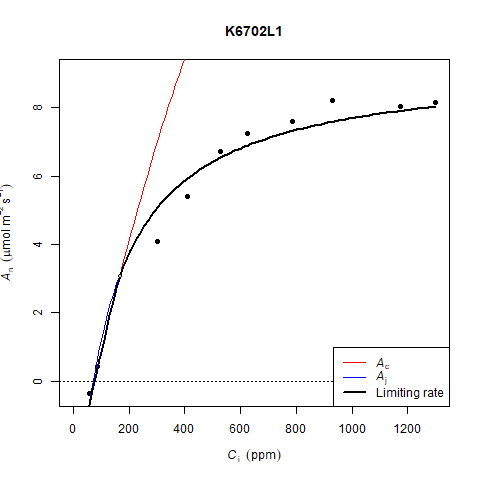 K6702L1
8
6
4
2
0
Aₙ (μmol m⁻² s⁻¹)
A꜀
Aⱼ
Limiting rate
0 200 400 600 800 1000 1200
Cᵢ (ppm)